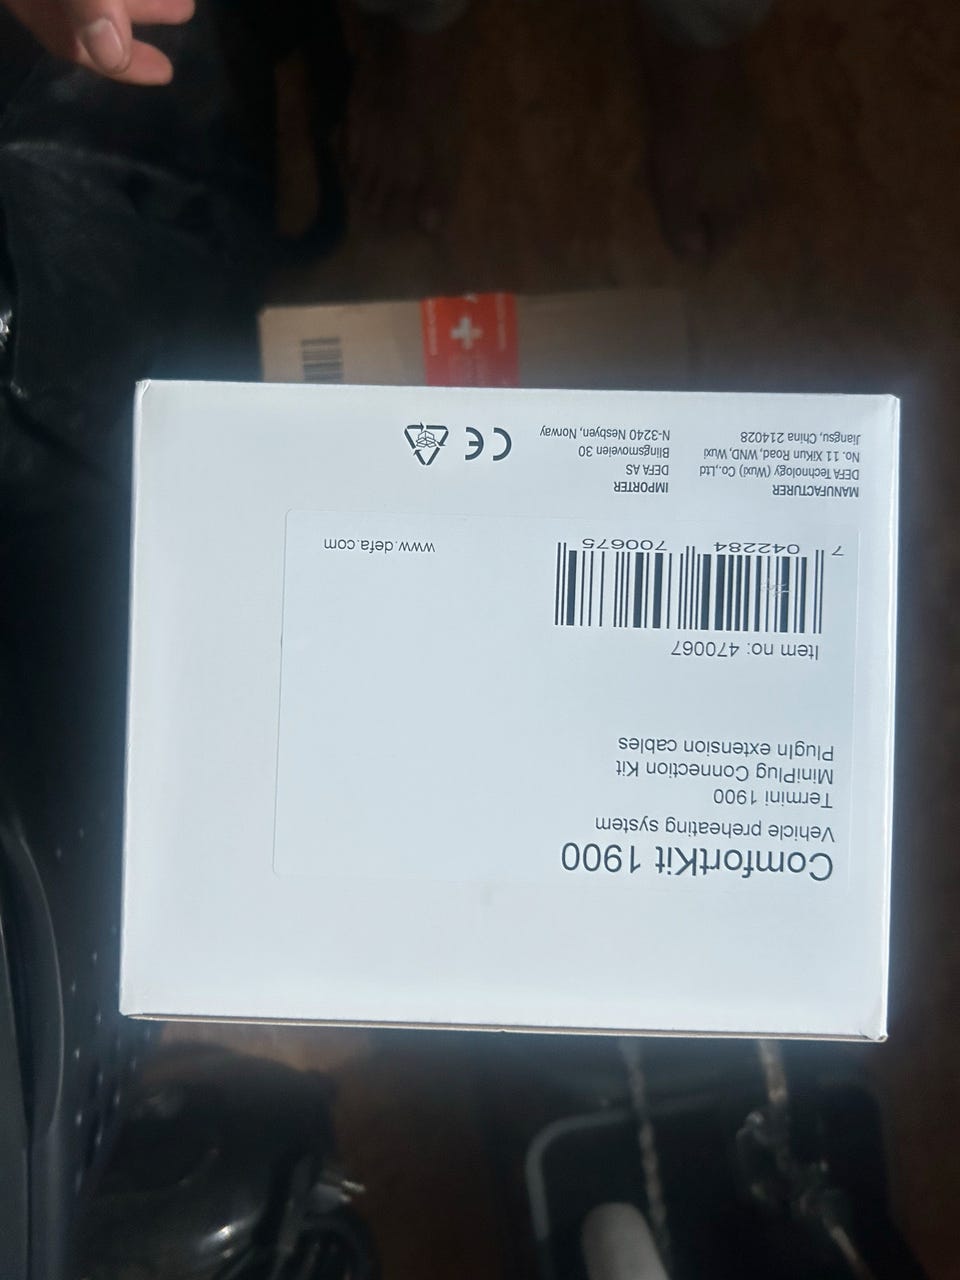 ComfortKit 1900
Vehicle preheating system
Termini 1900
MiniPlug Connection Kit
PlugIn extension cables
Item no: 470067
7 042284 700675
www.defa.com
MANUFACTURER
DEFA Technology (Wuxi) Co.,Ltd
No. 11 XiKun Road, WND, Wuxi
Jiangsu, China 214028
IMPORTER
DEFA AS
Blingsmoveien 30
N-3240 Nesbyen, Norway
CE